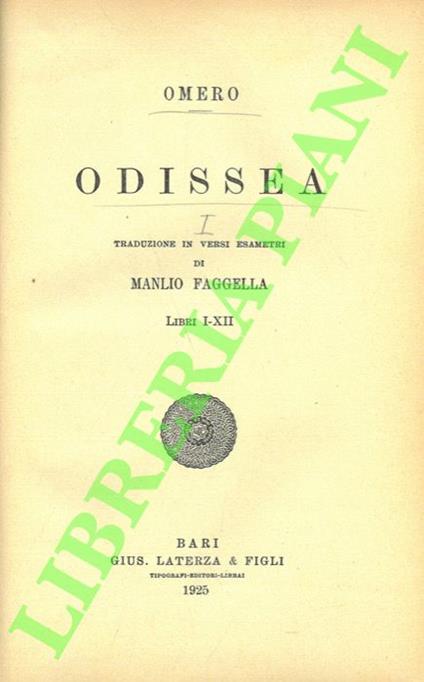 OMERO
ODISSEA
I
TRADUZIONE IN VERSI ESAMETRI
DI
MANLIO FAGGELLA
LIBRI I-XII
BARI
GIUS. LATERZA & FIGLI
TIPOGRAFI-EDITORI-LIBRAI
1925
LIBRERIA PIANI